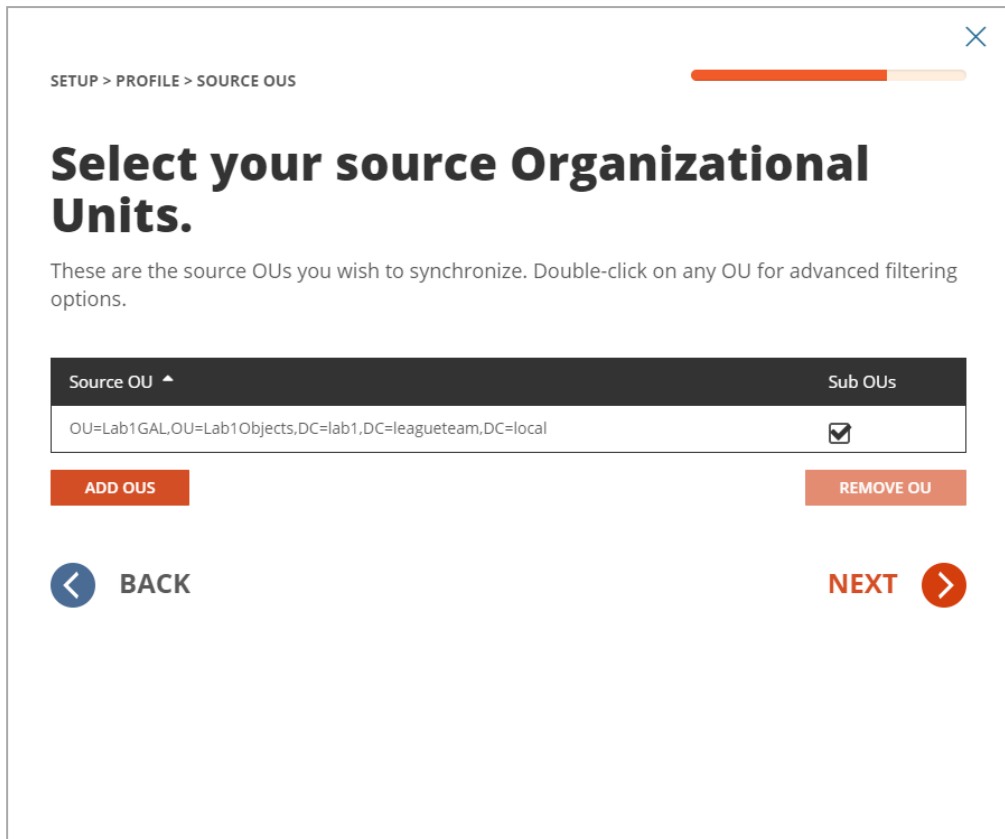 SETUP > PROFILE > SOURCE OUS
Select your source Organizational
Units.
These are the source OUs you wish to synchronize. Double-click on any OU for advanced filtering
options.
Source OU Sub OUs
OU=Lab1GAL,OU=Lab1Objects,DC=lab1,DC=leagueteam,DC=local
ADD OUS REMOVE OU
BACK NEXT